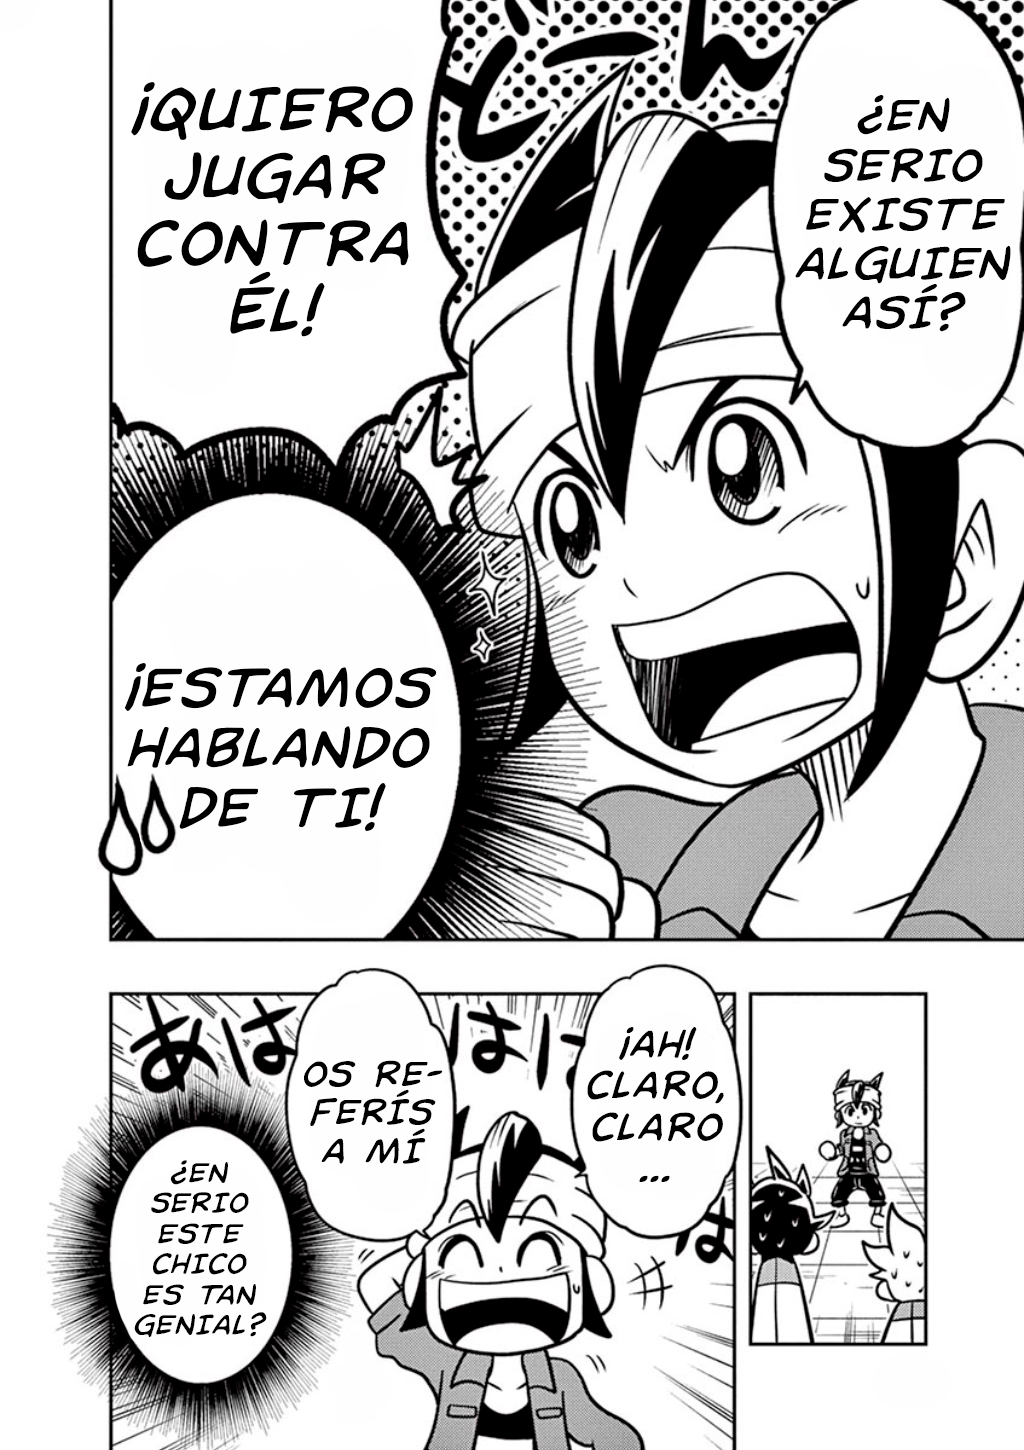 ¿EN
SERIO
EXISTE
ALGUIEN
ASÍ?
¡QUIERO
JUGAR
CONTRA
ÉL!
¡ESTAMOS
HABLANDO
DE TI!
¡AH!
CLARO,
CLARO
...
OS RE-
FERÍS
A MÍ
¿EN
SERIO
ESTE
CHICO
ES TAN
GENIAL?
あははははは